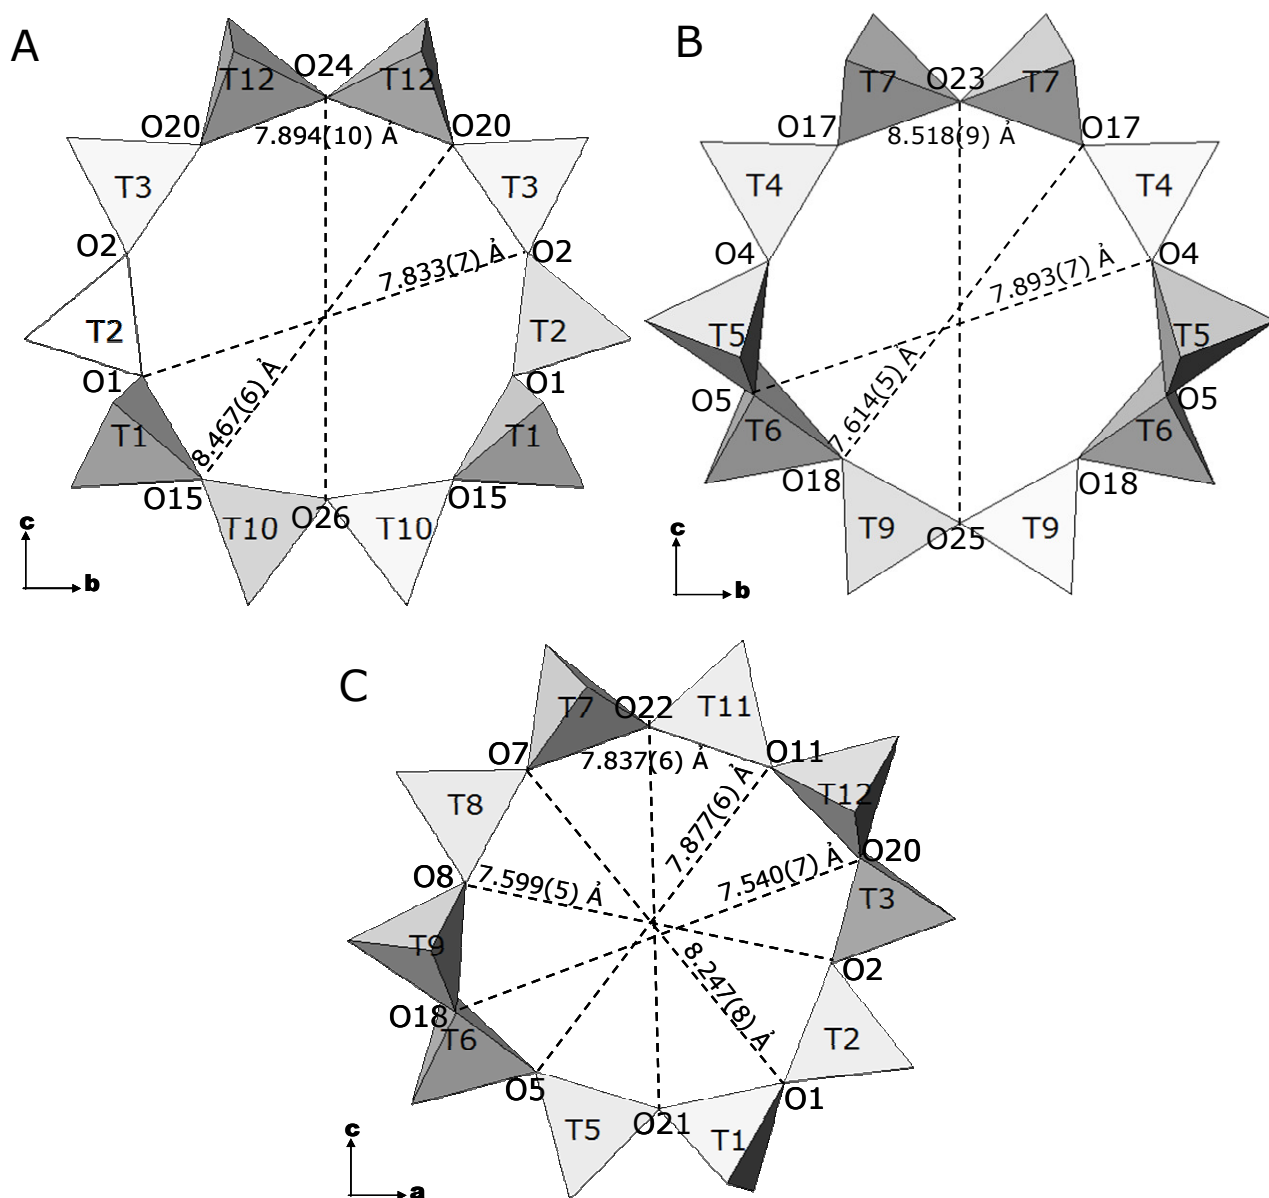 A
O24
T12
T12
O20
7.894(10) Å
O20
T3
T3
O2
O2
7.833(7) Å
T2
T2
O1
O1
8.467(6) Å
T1
T1
O15
O15
T10
O26
T10
c
b
B
T7
O23
T7
O17
8.518(9) Å
O17
T4
T4
O4
O4
7.893(7) Å
T5
T5
O5
O5
7.614(5) Å
T6
T6
O18
O18
T9
O25
T9
c
b
C
T7
O22
T11
O7
7.837(6) Å
O11
T8
7.877(6) Å
T12
O8
7.599(5) Å
7.540(7) Å
O20
T3
T9
8.247(8) Å
O2
O18
T6
T2
O5
O1
T5
O21
T1
c
a